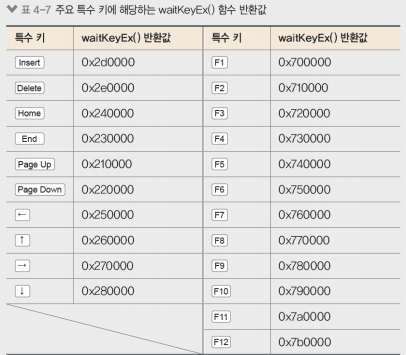 표 4-7 주요 특수 키에 해당하는 waitKeyEx() 함수 반환값
특수 키 waitKeyEx() 반환값 특수 키 waitKeyEx() 반환값
Insert 0x2d0000 F1 0x700000
Delete 0x2e0000 F2 0x710000
Home 0x240000 F3 0x720000
End 0x230000 F4 0x730000
Page Up 0x210000 F5 0x740000
Page Down 0x220000 F6 0x750000
← 0x250000 F7 0x760000
↑ 0x260000 F8 0x770000
→ 0x270000 F9 0x780000
↓ 0x280000 F10 0x790000
F11 0x7a0000
F12 0x7b0000